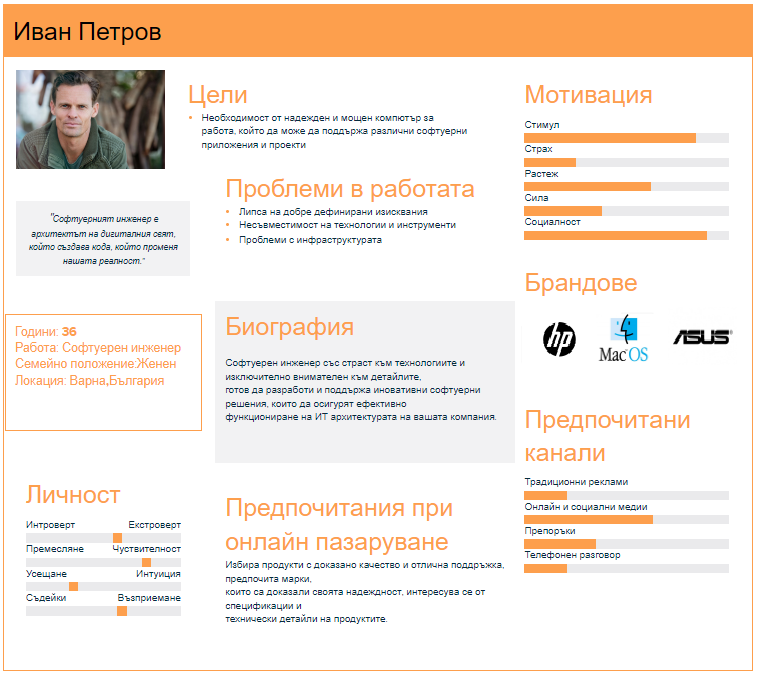 Иван Петров
Цели
Необходимост от надежден и мощен компютър за
работа, който да може да поддържа различни софтуерни
приложения и проекти
Проблеми в работата
Липса на добре дефинирани изисквания
Несъвместимост на технологии и инструменти
Проблеми с инфраструктурата
"Софтуерният инженер е
архитектът на дигиталния свят,
който създава кода, който променя
нашата реалност."
Години: 36
Работа: Софтуерен инженер
Семейно положение:Женен
Локация: Варна,България
Биография
Софтуерен инженер със страст към технологиите и
изключително внимателен към детайлите,
готов да разработи и поддържа иновативни софтуерни
решения, които да осигурят ефективно
функциониране на ИТ архитектурата на вашата компания.
Личност
Интроверт Екстроверт
Премесляне Чуствителност
Усещане Интуиция
Съдейки Възприемане
Предпочитания при
онлайн пазаруване
Избира продукти с доказано качество и отлична поддръжка,
предпочита марки,
които са доказали своята надеждност, интересува се от
спецификации и
технически детайли на продуктите.
Мотивация
Стимул
Страх
Растеж
Сила
Социалност
Брандове
hp
Mac OS
ASUS
Предпочитани
канали
Традиционни реклами
Онлайн и социални медии
Препоръки
Телефонен разговор